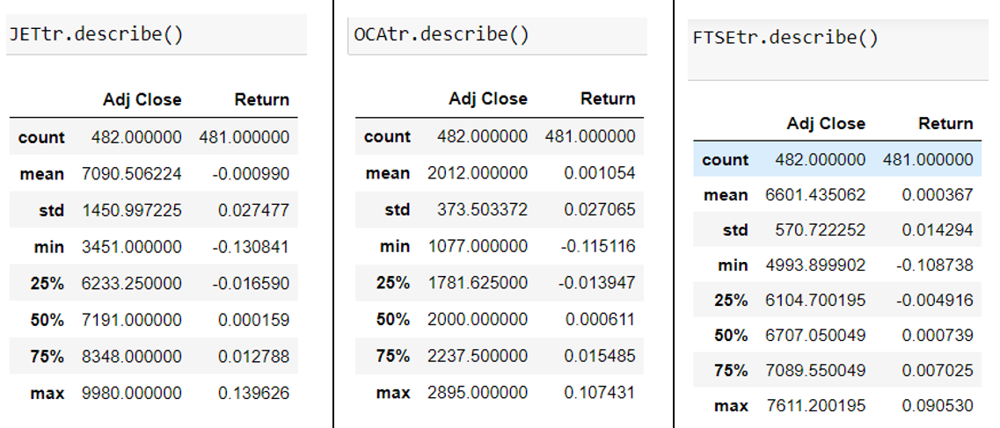 JETtr.describe()
Adj Close Return
count 482.000000 481.000000
mean 7090.506224 -0.000990
std 1450.997225 0.027477
min 3451.000000 -0.130841
25% 6233.250000 -0.016590
50% 7191.000000 0.000159
75% 8348.000000 0.012788
max 9980.000000 0.139626
OCAtr.describe()
Adj Close Return
count 482.000000 481.000000
mean 2012.000000 0.001054
std 373.503372 0.027065
min 1077.000000 -0.115116
25% 1781.625000 -0.013947
50% 2000.000000 0.000611
75% 2237.500000 0.015485
max 2895.000000 0.107431
FTSEtr.describe()
Adj Close Return
count 482.000000 481.000000
mean 6601.435062 0.000367
std 570.722252 0.014294
min 4993.899902 -0.108738
25% 6104.700195 -0.004916
50% 6707.050049 0.000739
75% 7089.550049 0.007025
max 7611.200195 0.090530